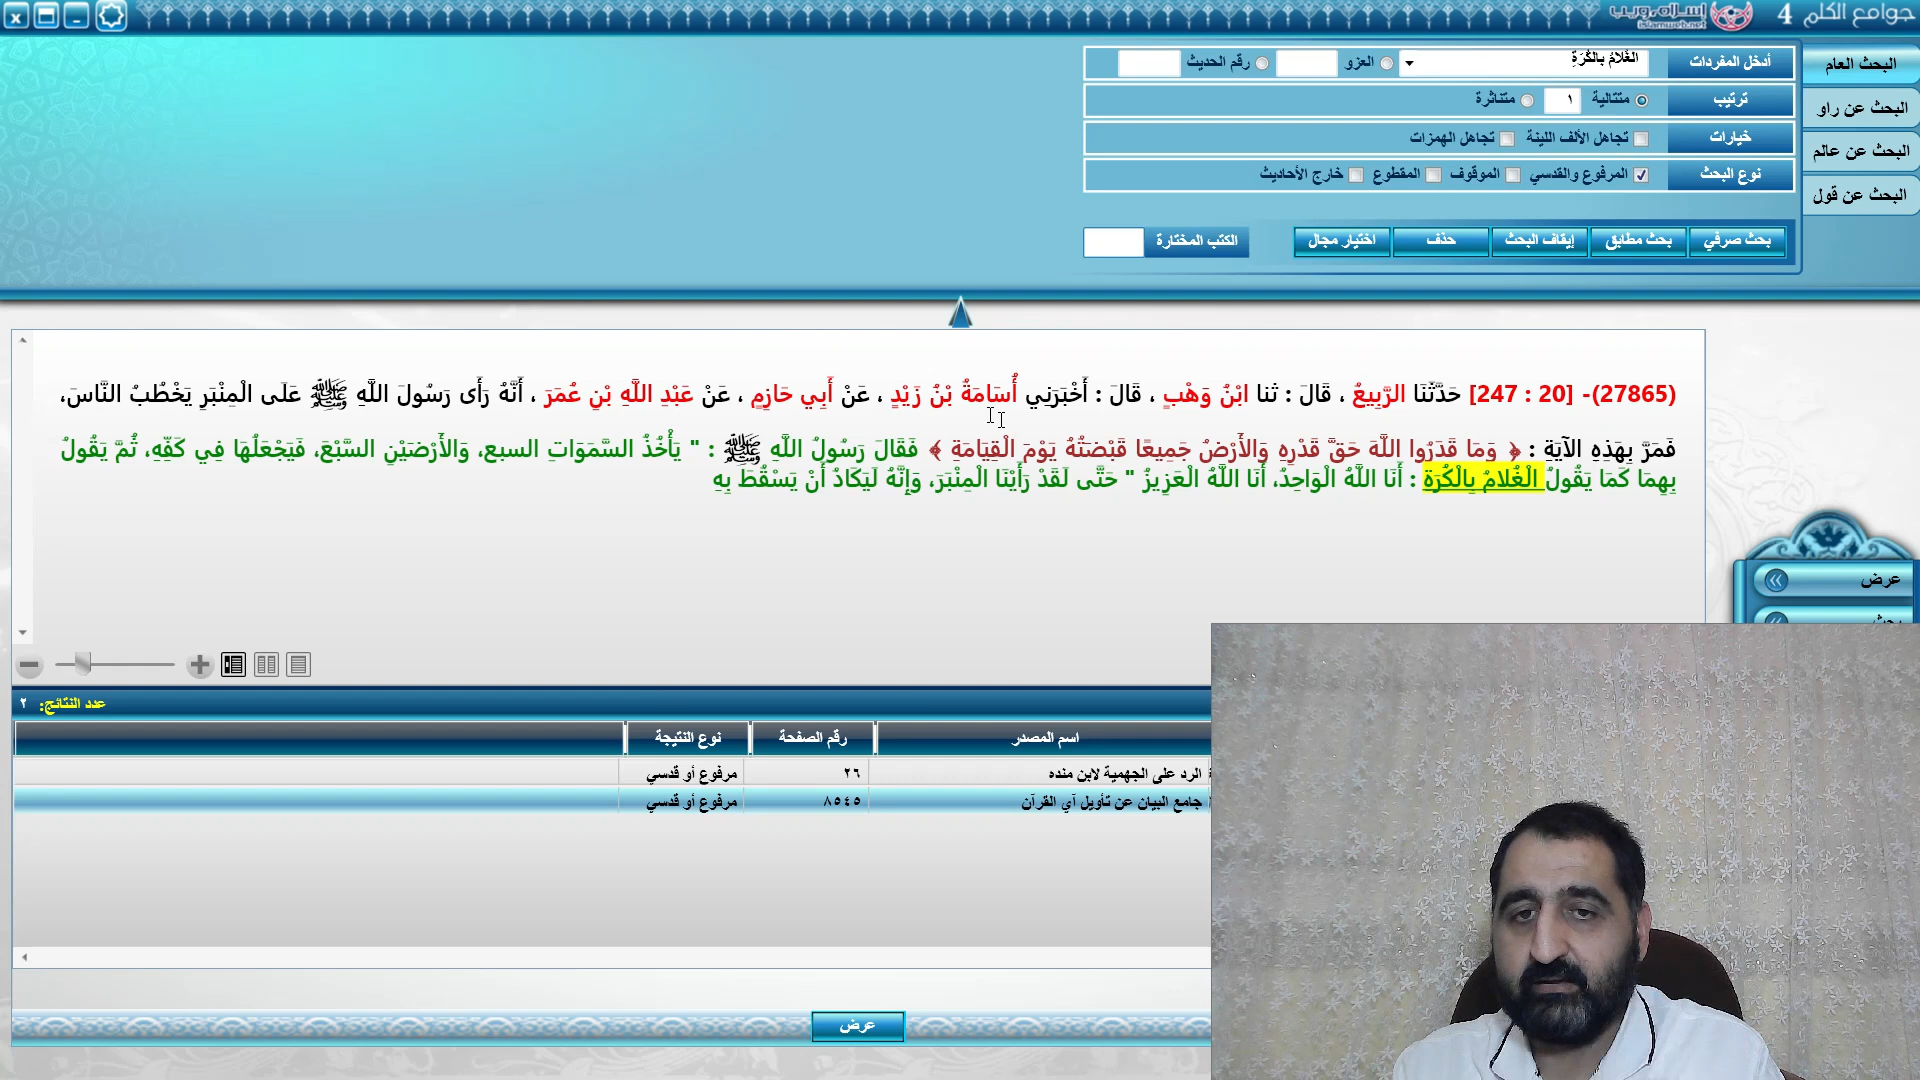 جوامع الكلم 4
إسلام ويب
islamweb.net
البحث العام
البحث عن راو
البحث عن عالم
البحث عن قول
أدخل المفردات الغُلامُ بالكُرَةِ العزو رقم الحديث
ترتيب متتالية ١ متناثرة
خيارات تجاهل الألف اللينة تجاهل الهمزات
نوع البحث المرفوع والقدسي الموقوف المقطوع خارج الأحاديث
بحث صرفي بحث مطابق إيقاف البحث حذف اختيار مجال الكتب المختارة
(27865)- [20 : 247] حَدَّثَنَا الرَّبِيعُ ، قَالَ : ثنا ابْنُ وَهْبٍ ، قَالَ : أَخْبَرَنِي أُسَامَةُ بْنُ زَيْدٍ ، عَنْ أَبِي حَازِمٍ ، عَنْ عَبْدِ اللَّهِ بْنِ عُمَرَ ، أَنَّهُ رَأَى رَسُولَ اللَّهِ ﷺ عَلَى الْمِنْبَرِ يَخْطُبُ النَّاسَ،
فَمَرَّ بِهَذِهِ الآيَةِ : ﴿ وَمَا قَدَرُوا اللَّهَ حَقَّ قَدْرِهِ وَالأَرْضُ جَمِيعًا قَبْضَتُهُ يَوْمَ الْقِيَامَةِ ﴾ فَقَالَ رَسُولُ اللَّهِ ﷺ : " يَأْخُذُ السَّمَوَاتِ السبع، وَالأَرْضَيْنِ السَّبْعَ، فَيَجْعَلُهَا فِي كَفِّهِ، ثُمَّ يَقُولُ
بِهِمَا كَمَا يَقُولُ الْغُلامُ بِالْكُرَةِ : أَنَا اللَّهُ الْوَاحِدُ، أَنَا اللَّهُ الْعَزِيزُ " حَتَّى لَقَدْ رَأَيْنَا الْمِنْبَرَ، وَإِنَّهُ لَيَكَادُ أَنْ يَسْقُطَ بِهِ
عرض
عدد النتائج: ٢
اسم المصدر رقم الصفحة نوع النتيجة
الرد على الجهمية لابن منده ٢٦ مرفوع أو قدسي
جامع البيان عن تأويل آي القرآن ٨٥٤٥ مرفوع أو قدسي
عرض